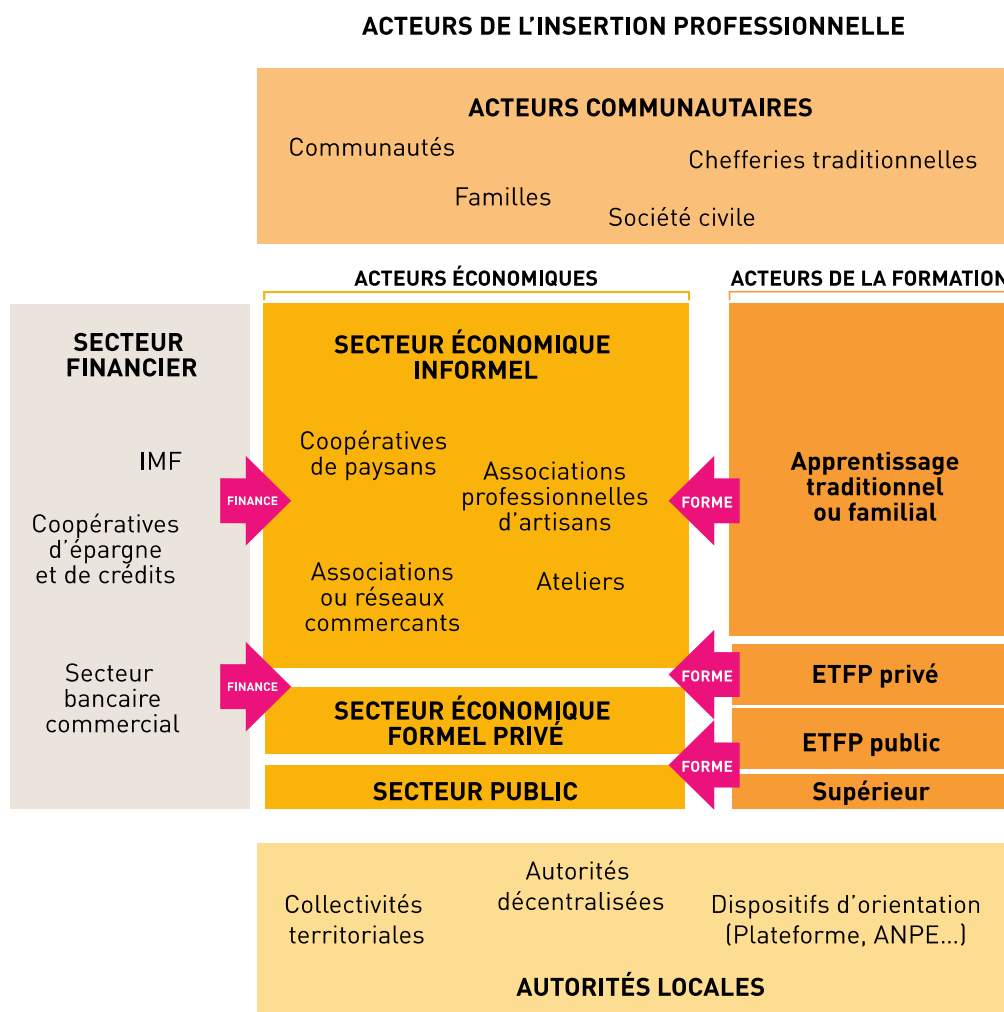 ACTEURS DE L'INSERTION PROFESSIONNELLE
ACTEURS COMMUNAUTAIRES
Communautés
Chefferies traditionnelles
Familles
Société civile
ACTEURS ÉCONOMIQUES
ACTEURS DE LA FORMATION
SECTEUR
FINANCIER
IMF
Coopératives
d'épargne
et de crédits
Secteur
bancaire
commercial
FINANCE
FINANCE
SECTEUR ÉCONOMIQUE
INFORMEL
Coopératives
de paysans
Associations
professionnelles
d'artisans
Associations
ou réseaux
commercants
Ateliers
SECTEUR ÉCONOMIQUE
FORMEL PRIVÉ
SECTEUR PUBLIC
FORME
FORME
FORME
Apprentissage
traditionnel
ou familial
ETFP privé
ETFP public
Supérieur
Collectivités
territoriales
Autorités
décentralisées
Dispositifs d'orientation
(Plateforme, ANPE...)
AUTORITÉS LOCALES